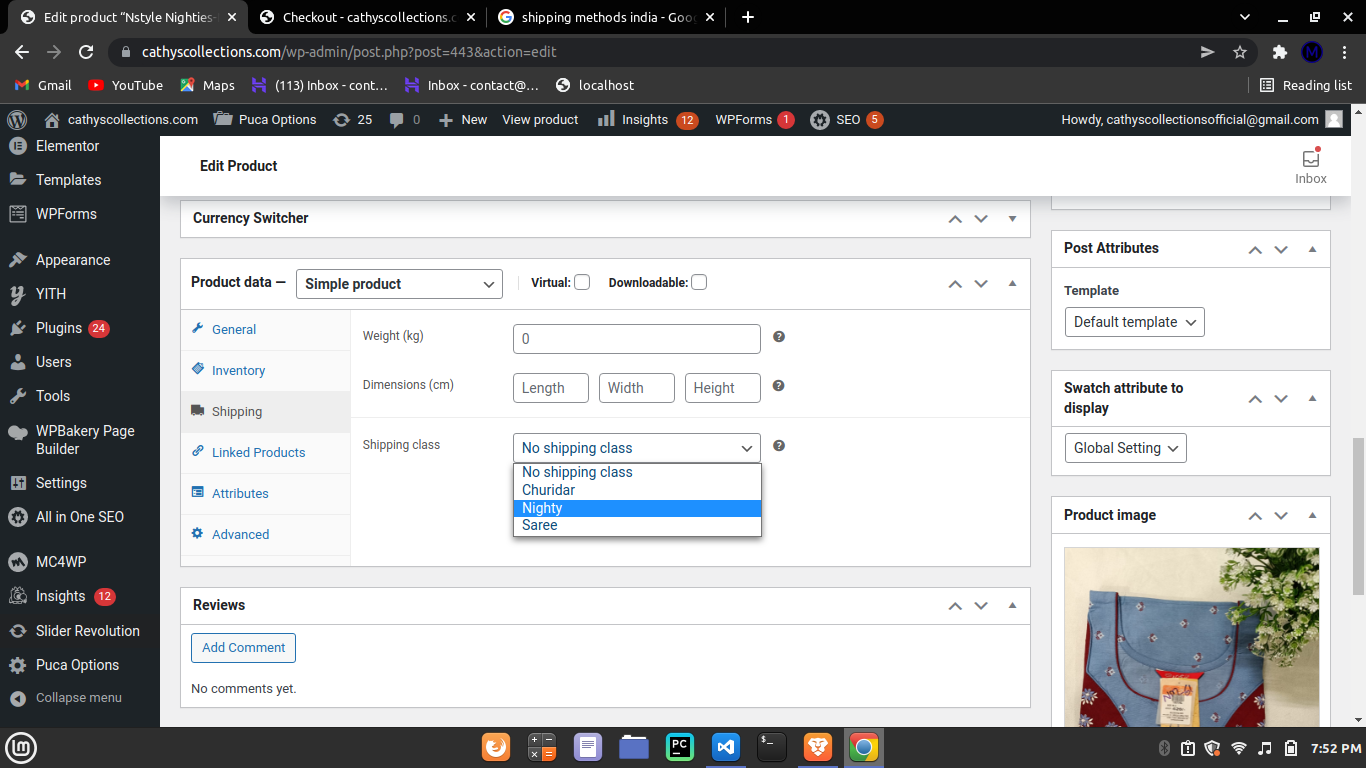 Edit product “Nstyle Nighties-
Checkout - cathyscollections.c
shipping methods india - Goo
cathyscollections.com/wp-admin/post.php?post=443&action=edit
Gmail
YouTube
Maps
(113) Inbox - cont…
Inbox - contact@…
localhost
Reading list
cathyscollections.com
Puca Options
25
0
New
View product
Insights 12
WPForms 1
SEO 5
Howdy, cathyscollectionsofficial@gmail.com
Elementor
Templates
WPForms
Appearance
YITH
Plugins 24
Users
Tools
WPBakery Page
Builder
Settings
All in One SEO
MC4WP
Insights 12
Slider Revolution
Puca Options
Collapse menu
Edit Product
Inbox
Currency Switcher
Product data —
Simple product
Virtual:
Downloadable:
General
Inventory
Shipping
Linked Products
Attributes
Advanced
Weight (kg)
0
Dimensions (cm)
Length
Width
Height
Shipping class
No shipping class
No shipping class
Churidar
Nighty
Saree
Reviews
Add Comment
No comments yet.
Post Attributes
Template
Default template
Swatch attribute to
display
Global Setting
Product image
7:52 PM